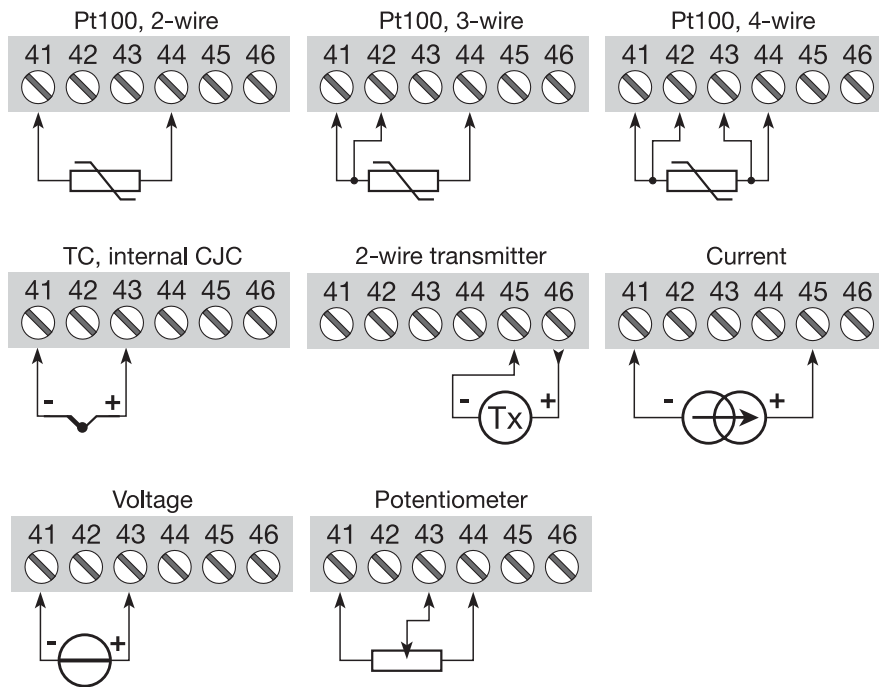 Pt100, 2-wire
41 42 43 44 45 46
Pt100, 3-wire
41 42 43 44 45 46
Pt100, 4-wire
41 42 43 44 45 46
TC, internal CJC
41 42 43 44 45 46
- +
2-wire transmitter
41 42 43 44 45 46
- Tx +
Current
41 42 43 44 45 46
- +
Voltage
41 42 43 44 45 46
- +
Potentiometer
41 42 43 44 45 46